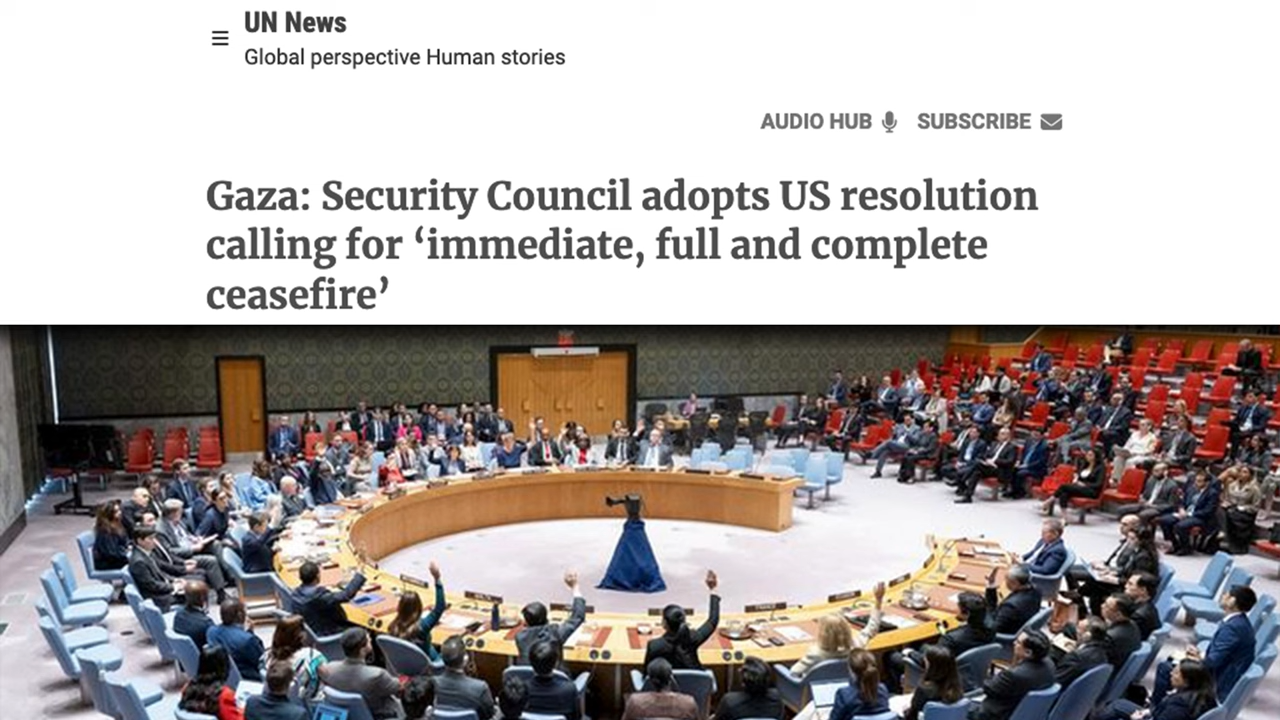 UN News
Global perspective Human stories
AUDIO HUB SUBSCRIBE
Gaza: Security Council adopts US resolution
calling for ‘immediate, full and complete
ceasefire’